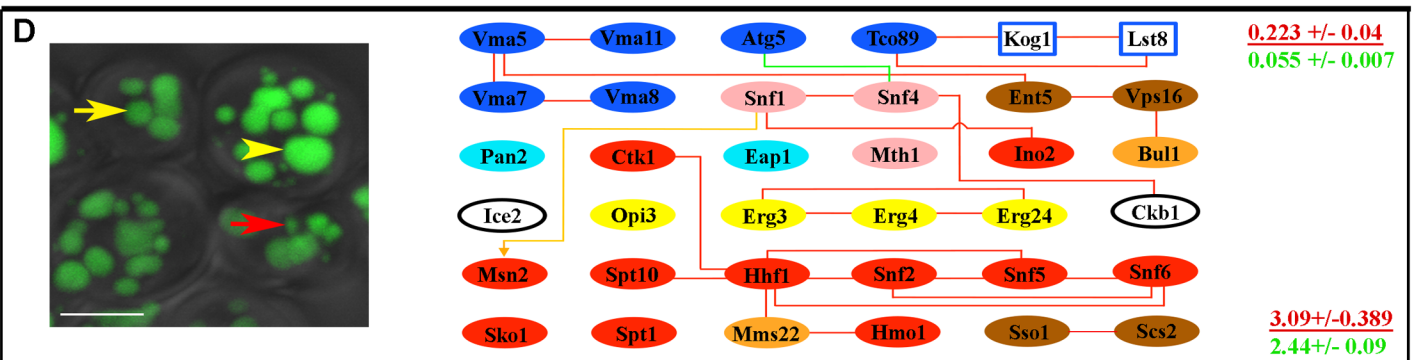 D
Vma5 Vma11 Atg5 Tco89 Kog1 Lst8 0.223 +/- 0.04
0.055 +/- 0.007
Vma7 Vma8 Snf1 Snf4 Ent5 Vps16
Pan2 Ctk1 Eap1 Mth1 Ino2 Bul1
Ice2 Opi3 Erg3 Erg4 Erg24 Ckb1
Msn2 Spt10 Hhf1 Snf2 Snf5 Snf6
Sko1 Spt1 Mms22 Hmo1 Sso1 Scs2 3.09+/-0.389
2.44+/- 0.09